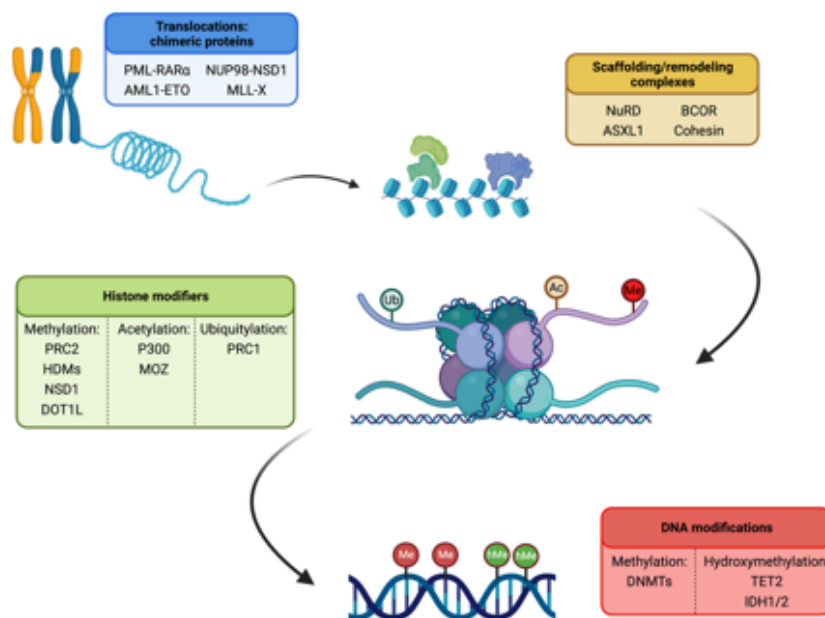 Translocations:
chimeric proteins
PML-RARα NUP98-NSD1
AML1-ETO MLL-X
Scaffolding/remodeling
complexes
NuRD BCOR
ASXL1 Cohesin
Histone modifiers
Methylation: Acetylation: Ubiquitylation:
PRC2 P300 PRC1
HDMs MOZ
NSD1
DOT1L
Ub
Ac
Me
DNA modifications
Methylation: Hydroxymethylation
DNMTs TET2
IDH1/2
Me Me hMe hMe